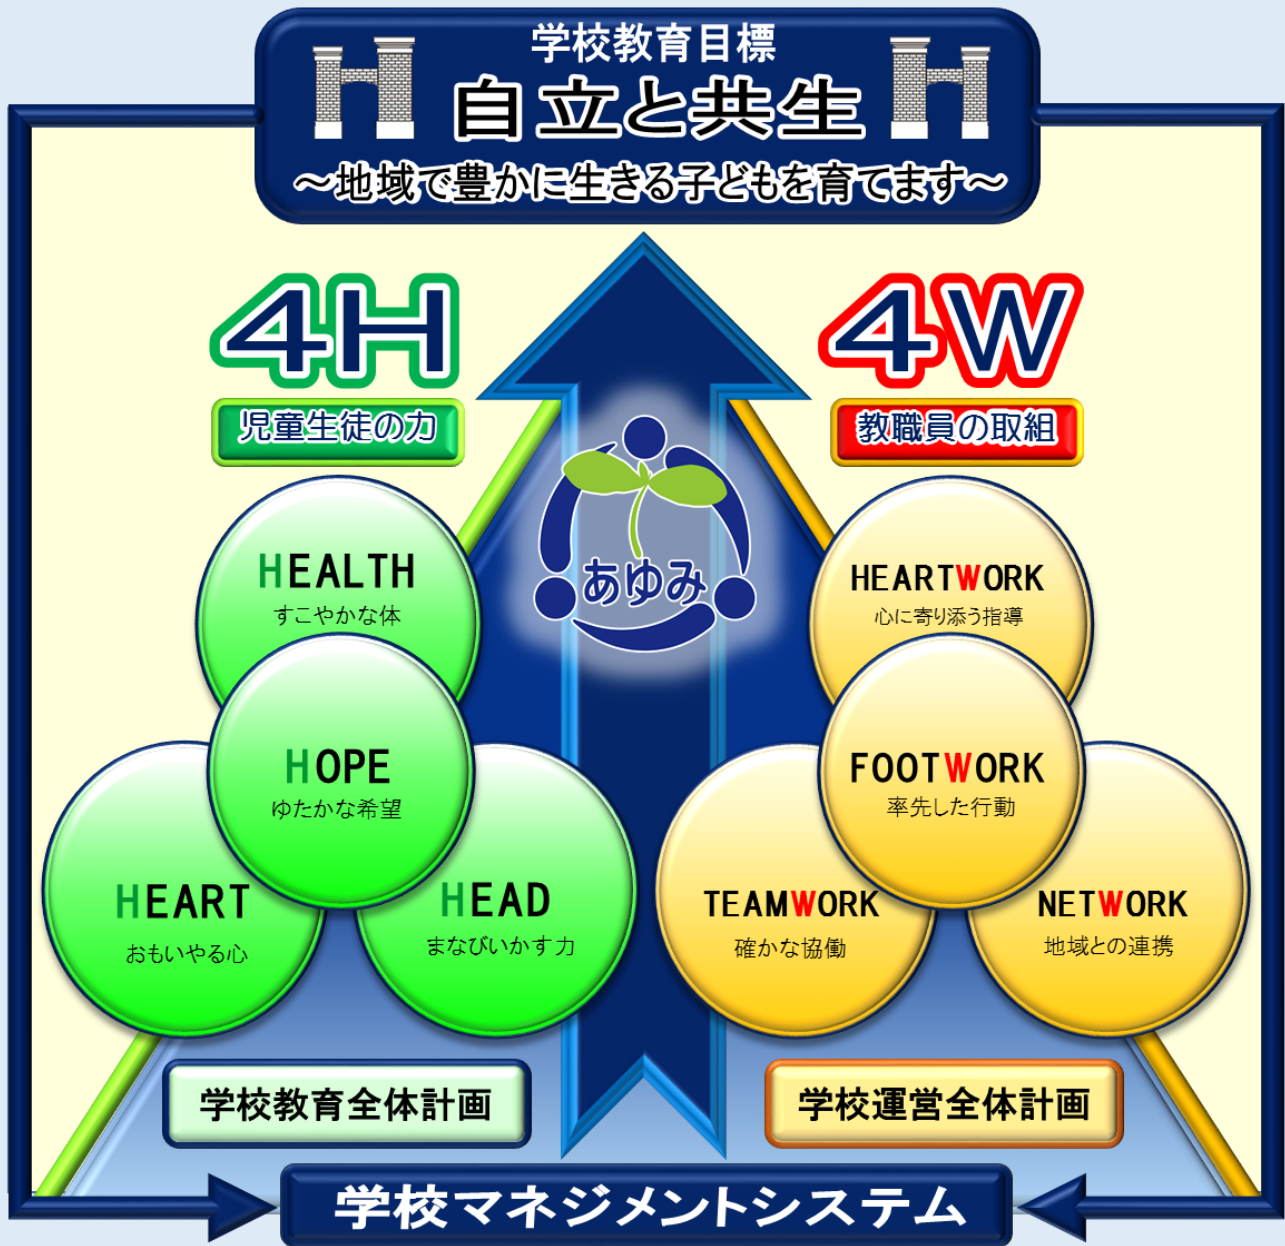 学校教育目標
自立と共生
～地域で豊かに生きる子どもを育てます～
4H
児童生徒の力
4W
教職員の取組
あゆみ
HEALTH
すこやかな体
HOPE
ゆたかな希望
HEART
おもいやる心
HEAD
まなびいかす力
HEARTWORK
心に寄り添う指導
FOOTWORK
率先した行動
TEAMWORK
確かな協働
NETWORK
地域との連携
学校教育全体計画
学校運営全体計画
学校マネジメントシステム